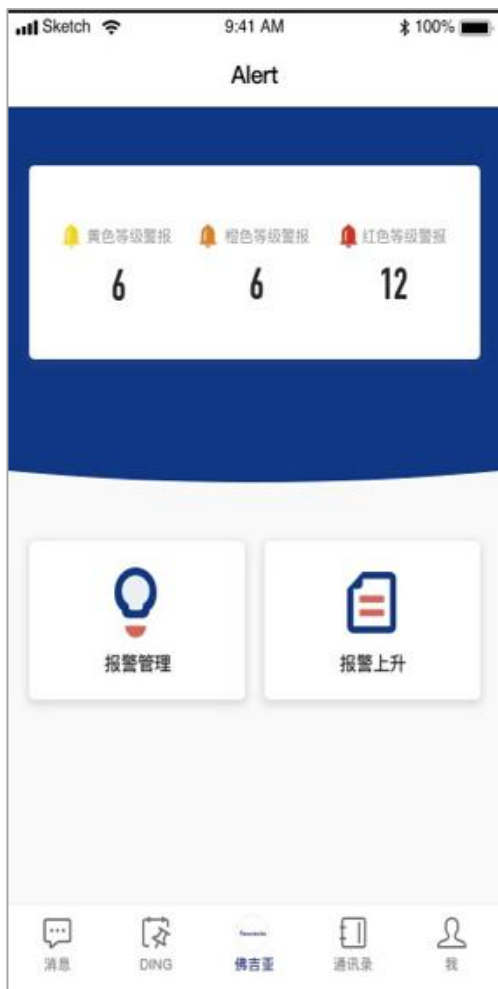 Sketch 9:41 AM 100%
Alert
黄色等级警报 橙色等级警报 红色等级警报
6 6 12
报警管理 报警上升
消息 DING 佛吉亚 通讯录 我